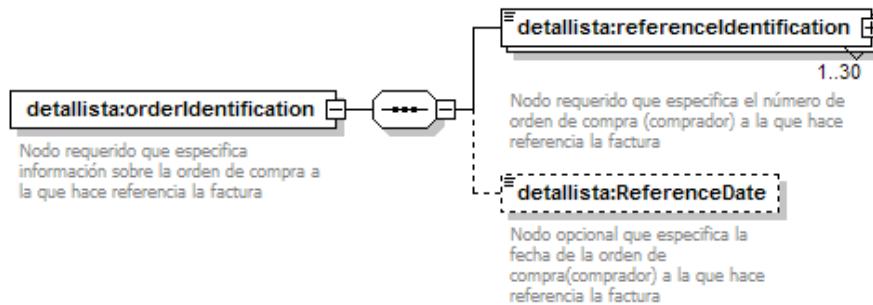 detallista:referenceIdentification
1..30
Nodo requerido que especifica el número de
orden de compra (comprador) a la que hace
referencia la factura
detallista:orderIdentification
Nodo requerido que especifica
información sobre la orden de compra a
la que hace referencia la factura
detallista:ReferenceDate
Nodo opcional que especifica la
fecha de la orden de
compra(comprador) a la que hace
referencia la factura